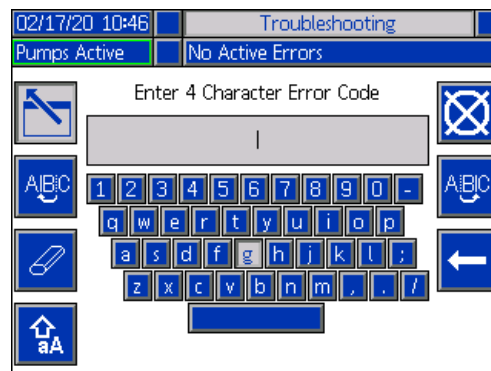 02/17/20 10:46 Troubleshooting
Pumps Active No Active Errors
Enter 4 Character Error Code
ABC 1 2 3 4 5 6 7 8 9 0 - ABC
q w e r t y u i o p
a s d f g h j k l ;
z x c v b n m , . /
aA